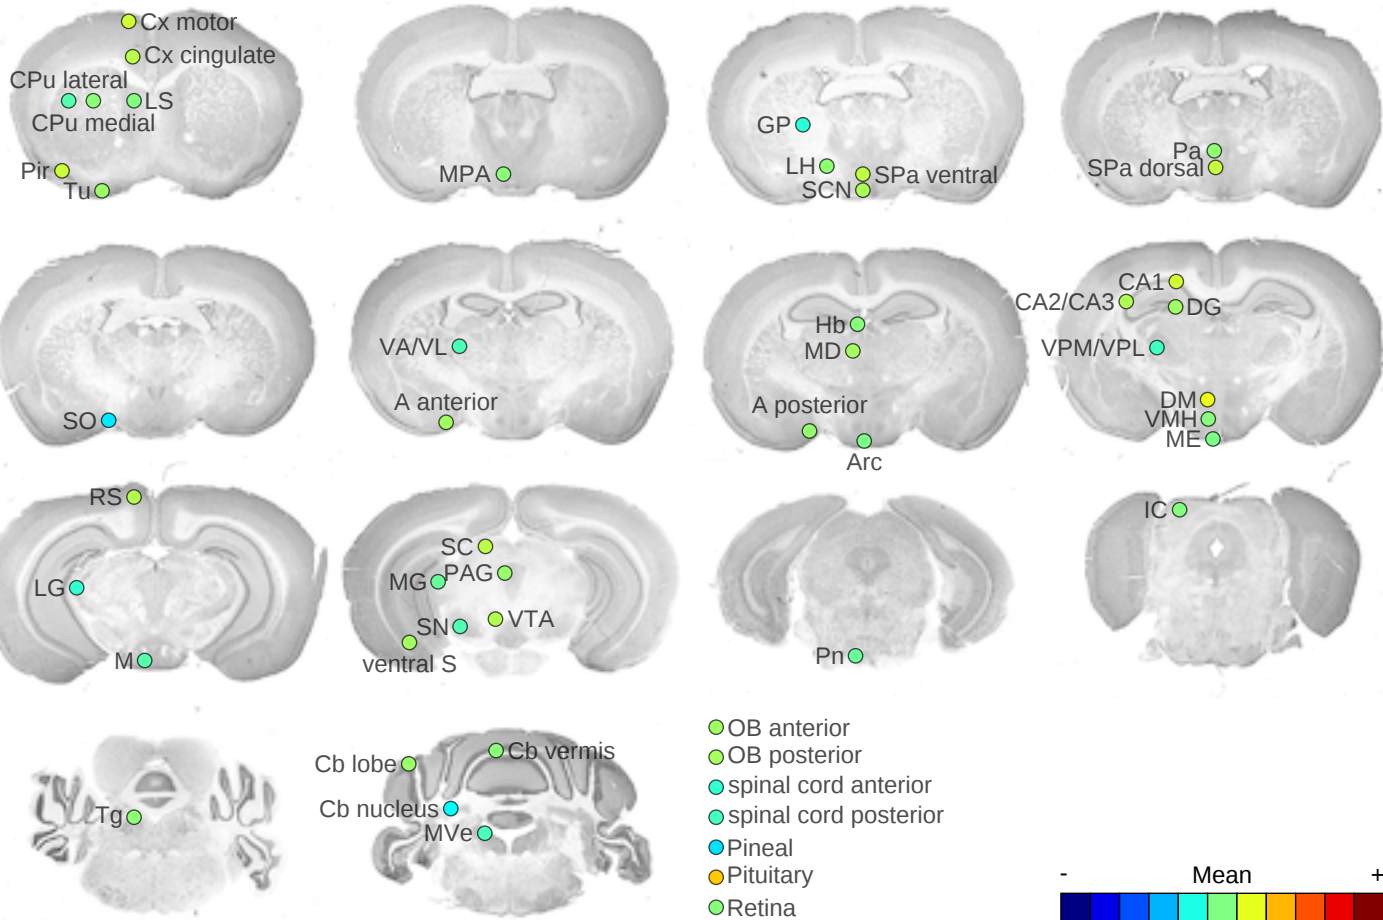 Cx motor
Cx cingulate
CPu lateral
LS
CPu medial
Pir
Tu
MPA
GP
LH
SPa ventral
SCN
Pa
SPa dorsal
SO
VA/VL
A anterior
Hb
MD
A posterior
Arc
CA1
CA2/CA3
DG
VPM/VPL
DM
VMH
ME
RS
LG
M
SC
PAG
MG
SN
VTA
ventral S
Pn
IC
Tg
Cb lobe
Cb vermis
Cb nucleus
MVe
OB anterior
OB posterior
spinal cord anterior
spinal cord posterior
Pineal
Pituitary
Retina
- Mean +